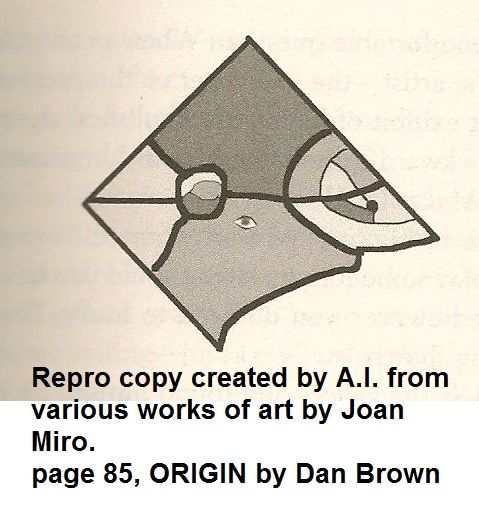 Repro copy created by A.I. from
various works of art by Joan
Miro.
page 85, ORIGIN by Dan Brown